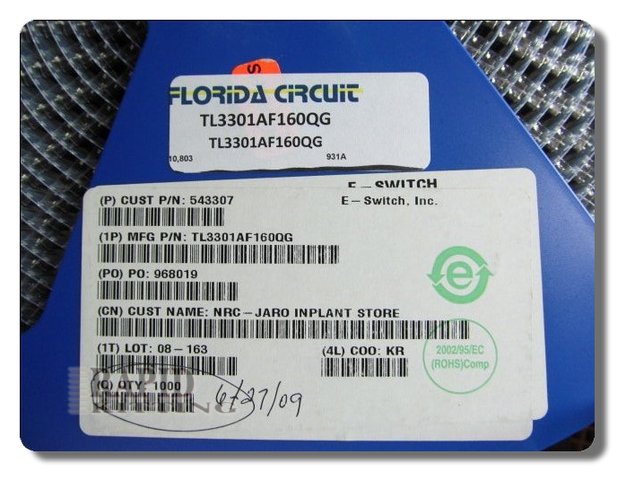 FLORIDA CIRCUIT
TL3301AF160QG
TL3301AF160QG
10,803 931A
E-SWITCH
(P) CUST P/N: 543307
E-Switch, Inc.
(1P) MFG P/N: TL3301AF160QG
(PO) PO: 968019
e
(CN) CUST NAME: NRC-JARO INPLANT STORE
(1T) LOT: 08-163
(4L) COO: KR
2002/95/EC
(ROHS)Comp
(Q) QTY 1000
6/27/09